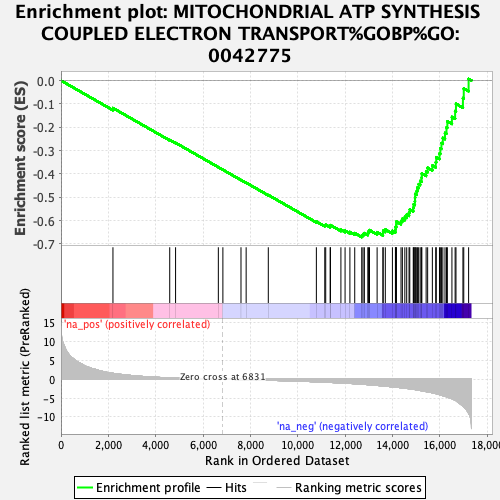 Enrichment plot: MITOCHONDRIAL ATP SYNTHESIS
COUPLED ELECTRON TRANSPORT%GOBP%GO:
0042775
Enrichment score (ES)
0.0
-0.1
-0.2
-0.3
-0.4
-0.5
-0.6
-0.7
Ranked list metric (PreRanked)
'na_pos' (positively correlated)
15
10
5
0
-5
-10
Zero cross at 6831
'na_neg' (negatively correlated)
0 2,000 4,000 6,000 8,000 10,000 12,000 14,000 16,000 18,000
Rank in Ordered Dataset
Enrichment profile Hits Ranking metric scores